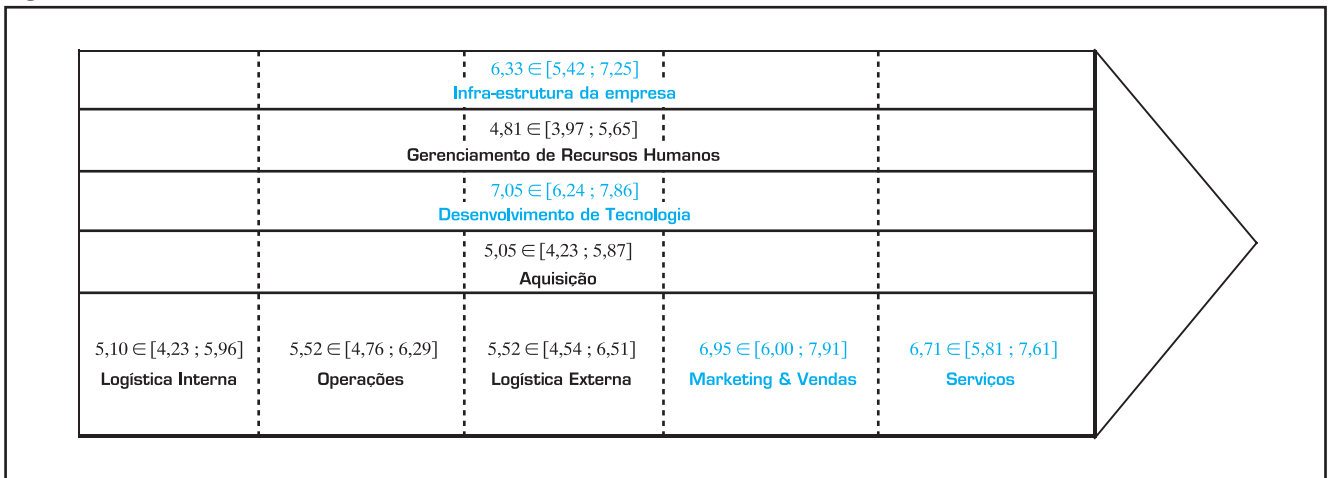 6,33 ∈ [5,42 ; 7,25]
Infra-estrutura da empresa
4,81 ∈ [3,97 ; 5,65]
Gerenciamento de Recursos Humanos
7,05 ∈ [6,24 ; 7,86]
Desenvolvimento de Tecnologia
5,05 ∈ [4,23 ; 5,87]
Aquisição
5,10 ∈ [4,23 ; 5,96]
Logística Interna
5,52 ∈ [4,76 ; 6,29]
Operações
5,52 ∈ [4,54 ; 6,51]
Logística Externa
6,95 ∈ [6,00 ; 7,91]
Marketing & Vendas
6,71 ∈ [5,81 ; 7,61]
Serviços